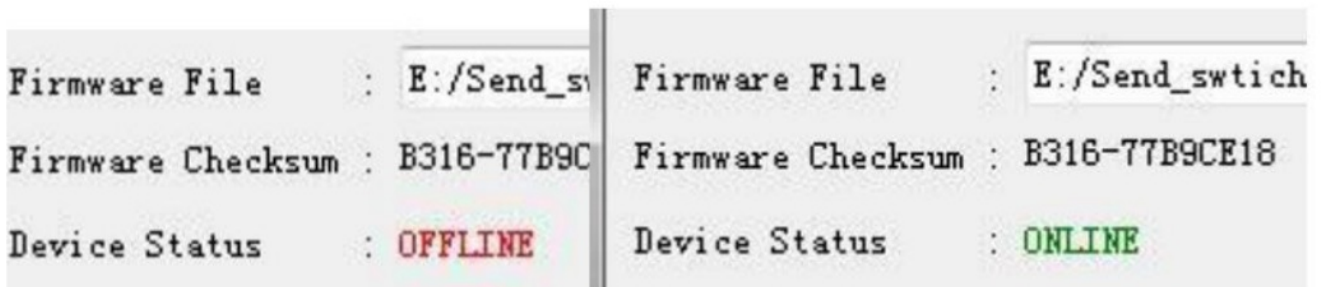 Firmware File : E:/Send_sw
Firmware Checksum : B316-77B9C
Device Status : OFFLINE
Firmware File : E:/Send_swtich
Firmware Checksum : B316-77B9CE18
Device Status : ONLINE